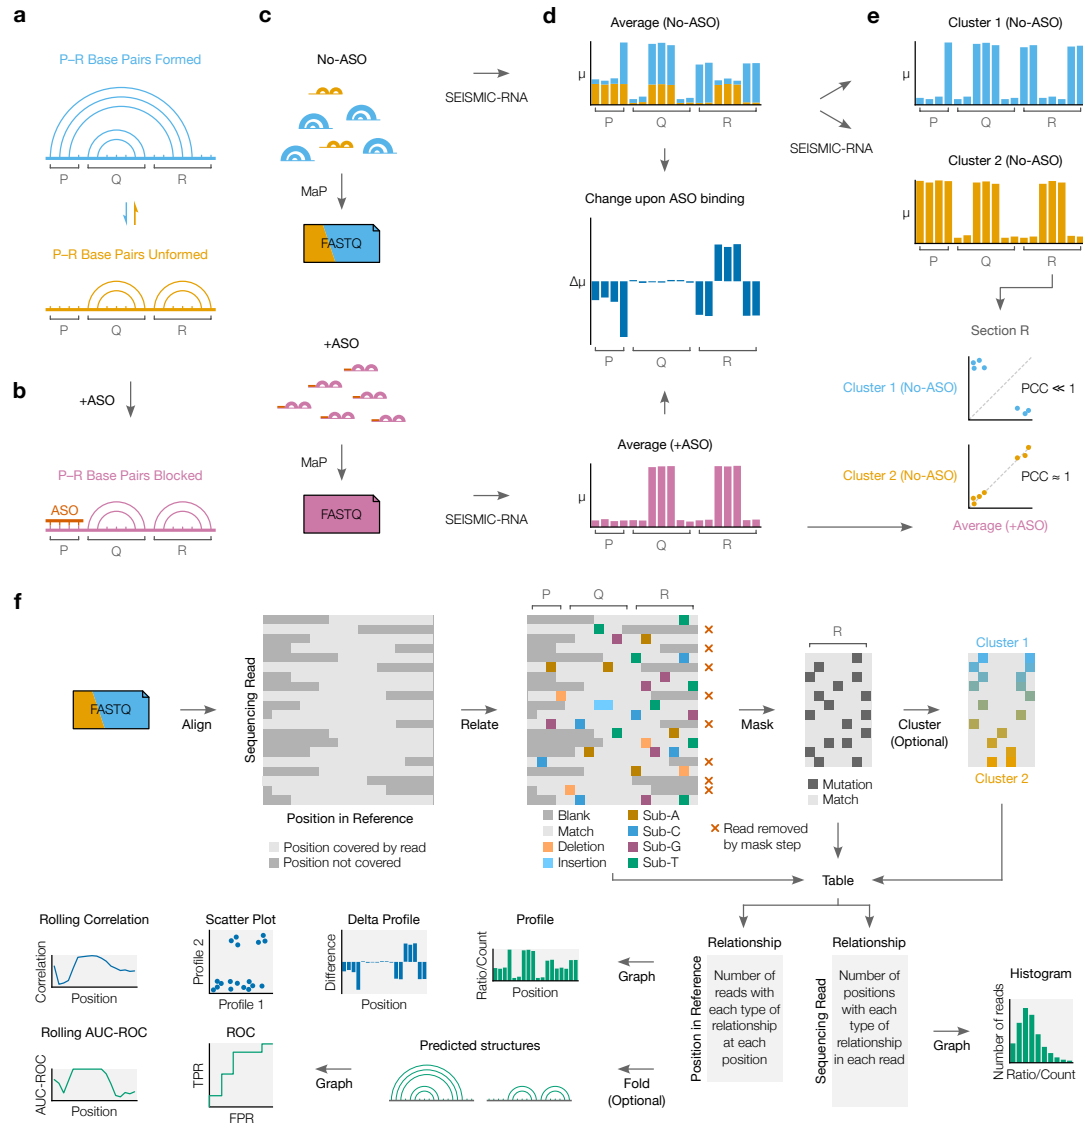 a
P–R Base Pairs Formed
P
Q
R
P–R Base Pairs Unformed
P
Q
R
b
+ASO
P–R Base Pairs Blocked
ASO
P
Q
R
c
No-ASO
MaP
FASTQ
SEISMIC-RNA
+ASO
MaP
FASTQ
SEISMIC-RNA
d
Average (No-ASO)
μ
P
Q
R
Change upon ASO binding
Δμ
P
Q
R
Average (+ASO)
μ
P
Q
R
SEISMIC-RNA
e
Cluster 1 (No-ASO)
μ
P
Q
R
Cluster 2 (No-ASO)
μ
P
Q
R
Section R
Cluster 1 (No-ASO)
PCC ≪ 1
Cluster 2 (No-ASO)
PCC ≈ 1
Average (+ASO)
f
FASTQ
Align
Sequencing Read
Position in Reference
Position covered by read
Position not covered
Relate
P
Q
R
Blank
Match
Deletion
Insertion
Sub-A
Sub-C
Sub-G
Sub-T
Read removed
by mask step
Mask
R
Mutation
Match
Cluster
(Optional)
Cluster 1
Cluster 2
Table
Relationship
Position in Reference
Number of
reads with
each type of
relationship
at each
position
Relationship
Sequencing Read
Number of
positions with
each type of
relationship
in each read
Graph
Histogram
Number of reads
Ratio/Count
Graph
Profile
Ratio/Count
Position
Delta Profile
Difference
Position
Scatter Plot
Profile 2
Profile 1
Rolling Correlation
Correlation
Position
Fold
(Optional)
Predicted structures
Graph
ROC
TPR
FPR
Rolling AUC-ROC
AUC-ROC
Position